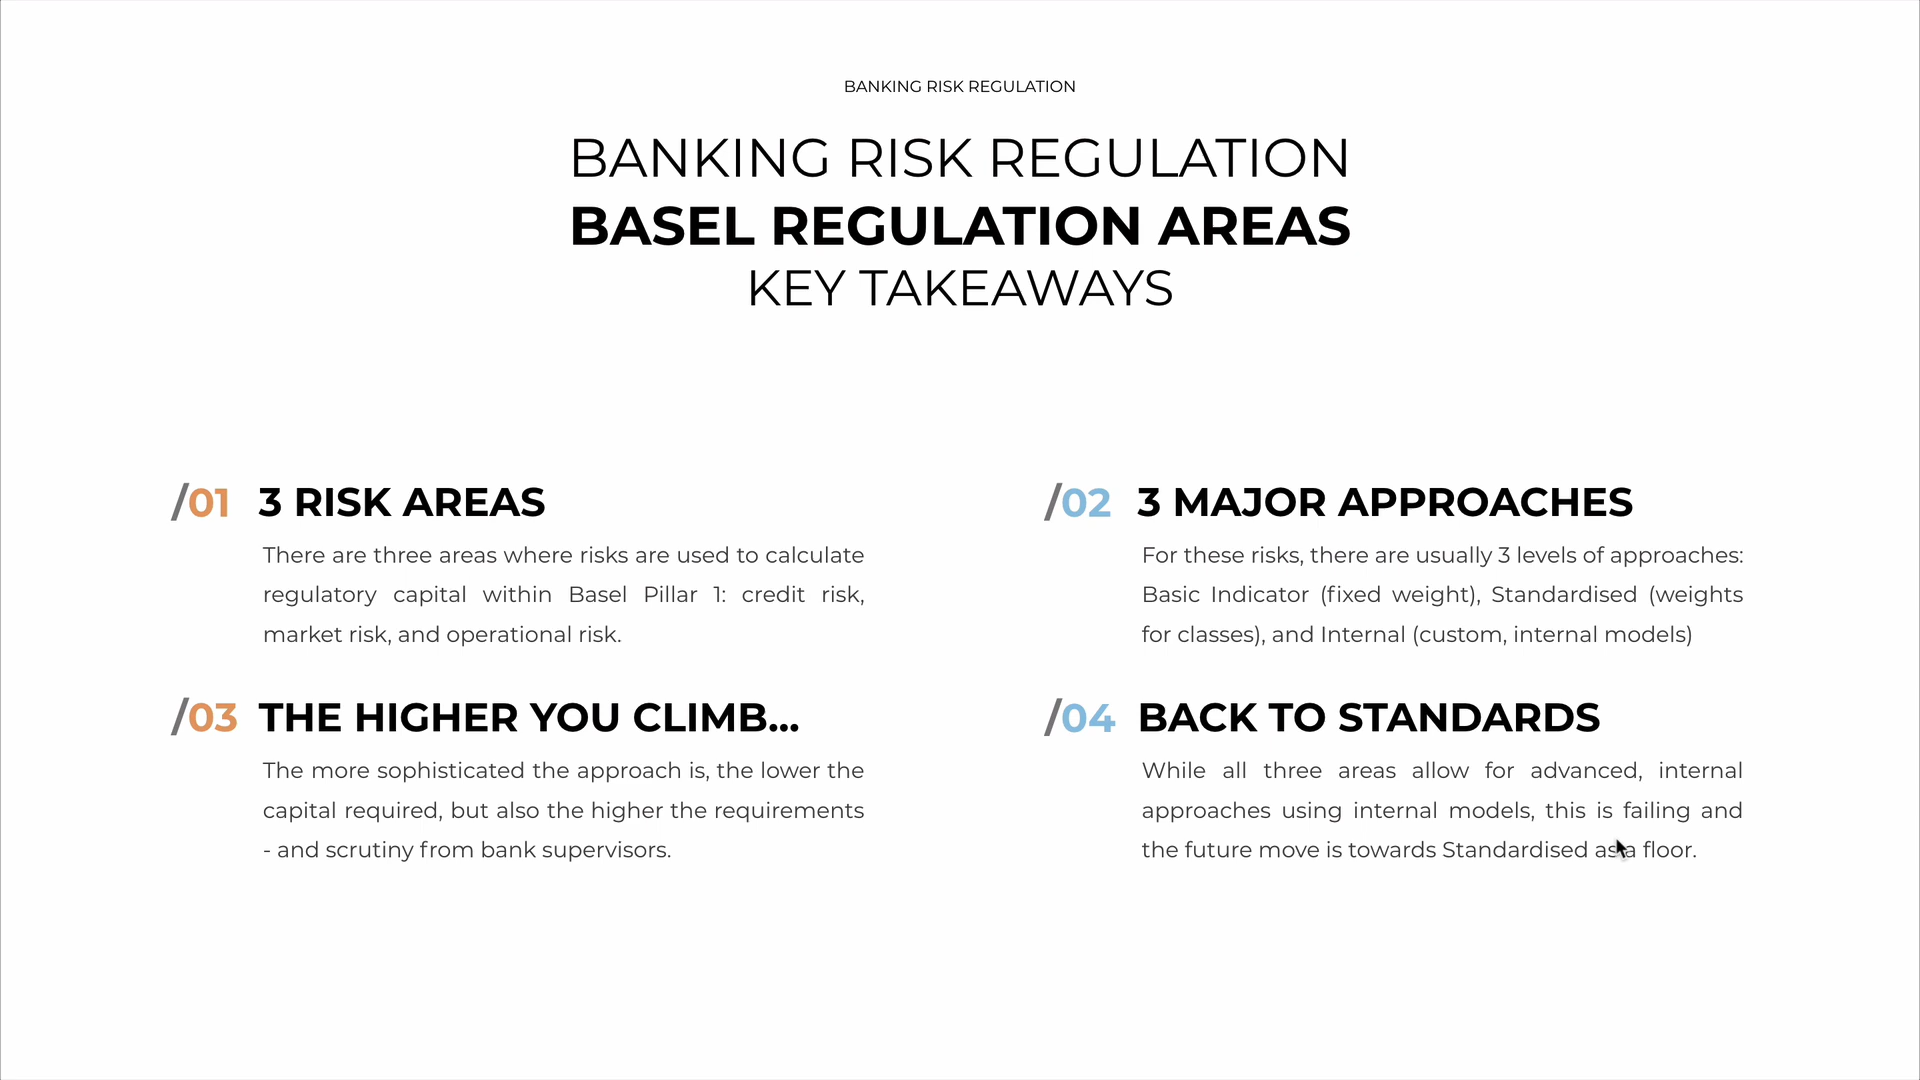 BANKING RISK REGULATION
BANKING RISK REGULATION
BASEL REGULATION AREAS
KEY TAKEAWAYS
/01 3 RISK AREAS
There are three areas where risks are used to calculate
regulatory capital within Basel Pillar 1: credit risk,
market risk, and operational risk.
/02 3 MAJOR APPROACHES
For these risks, there are usually 3 levels of approaches:
Basic Indicator (fixed weight), Standardised (weights
for classes), and Internal (custom, internal models)
/03 THE HIGHER YOU CLIMB...
The more sophisticated the approach is, the lower the
capital required, but also the higher the requirements
- and scrutiny from bank supervisors.
/04 BACK TO STANDARDS
While all three areas allow for advanced, internal
approaches using internal models, this is failing and
the future move is towards Standardised as a floor.